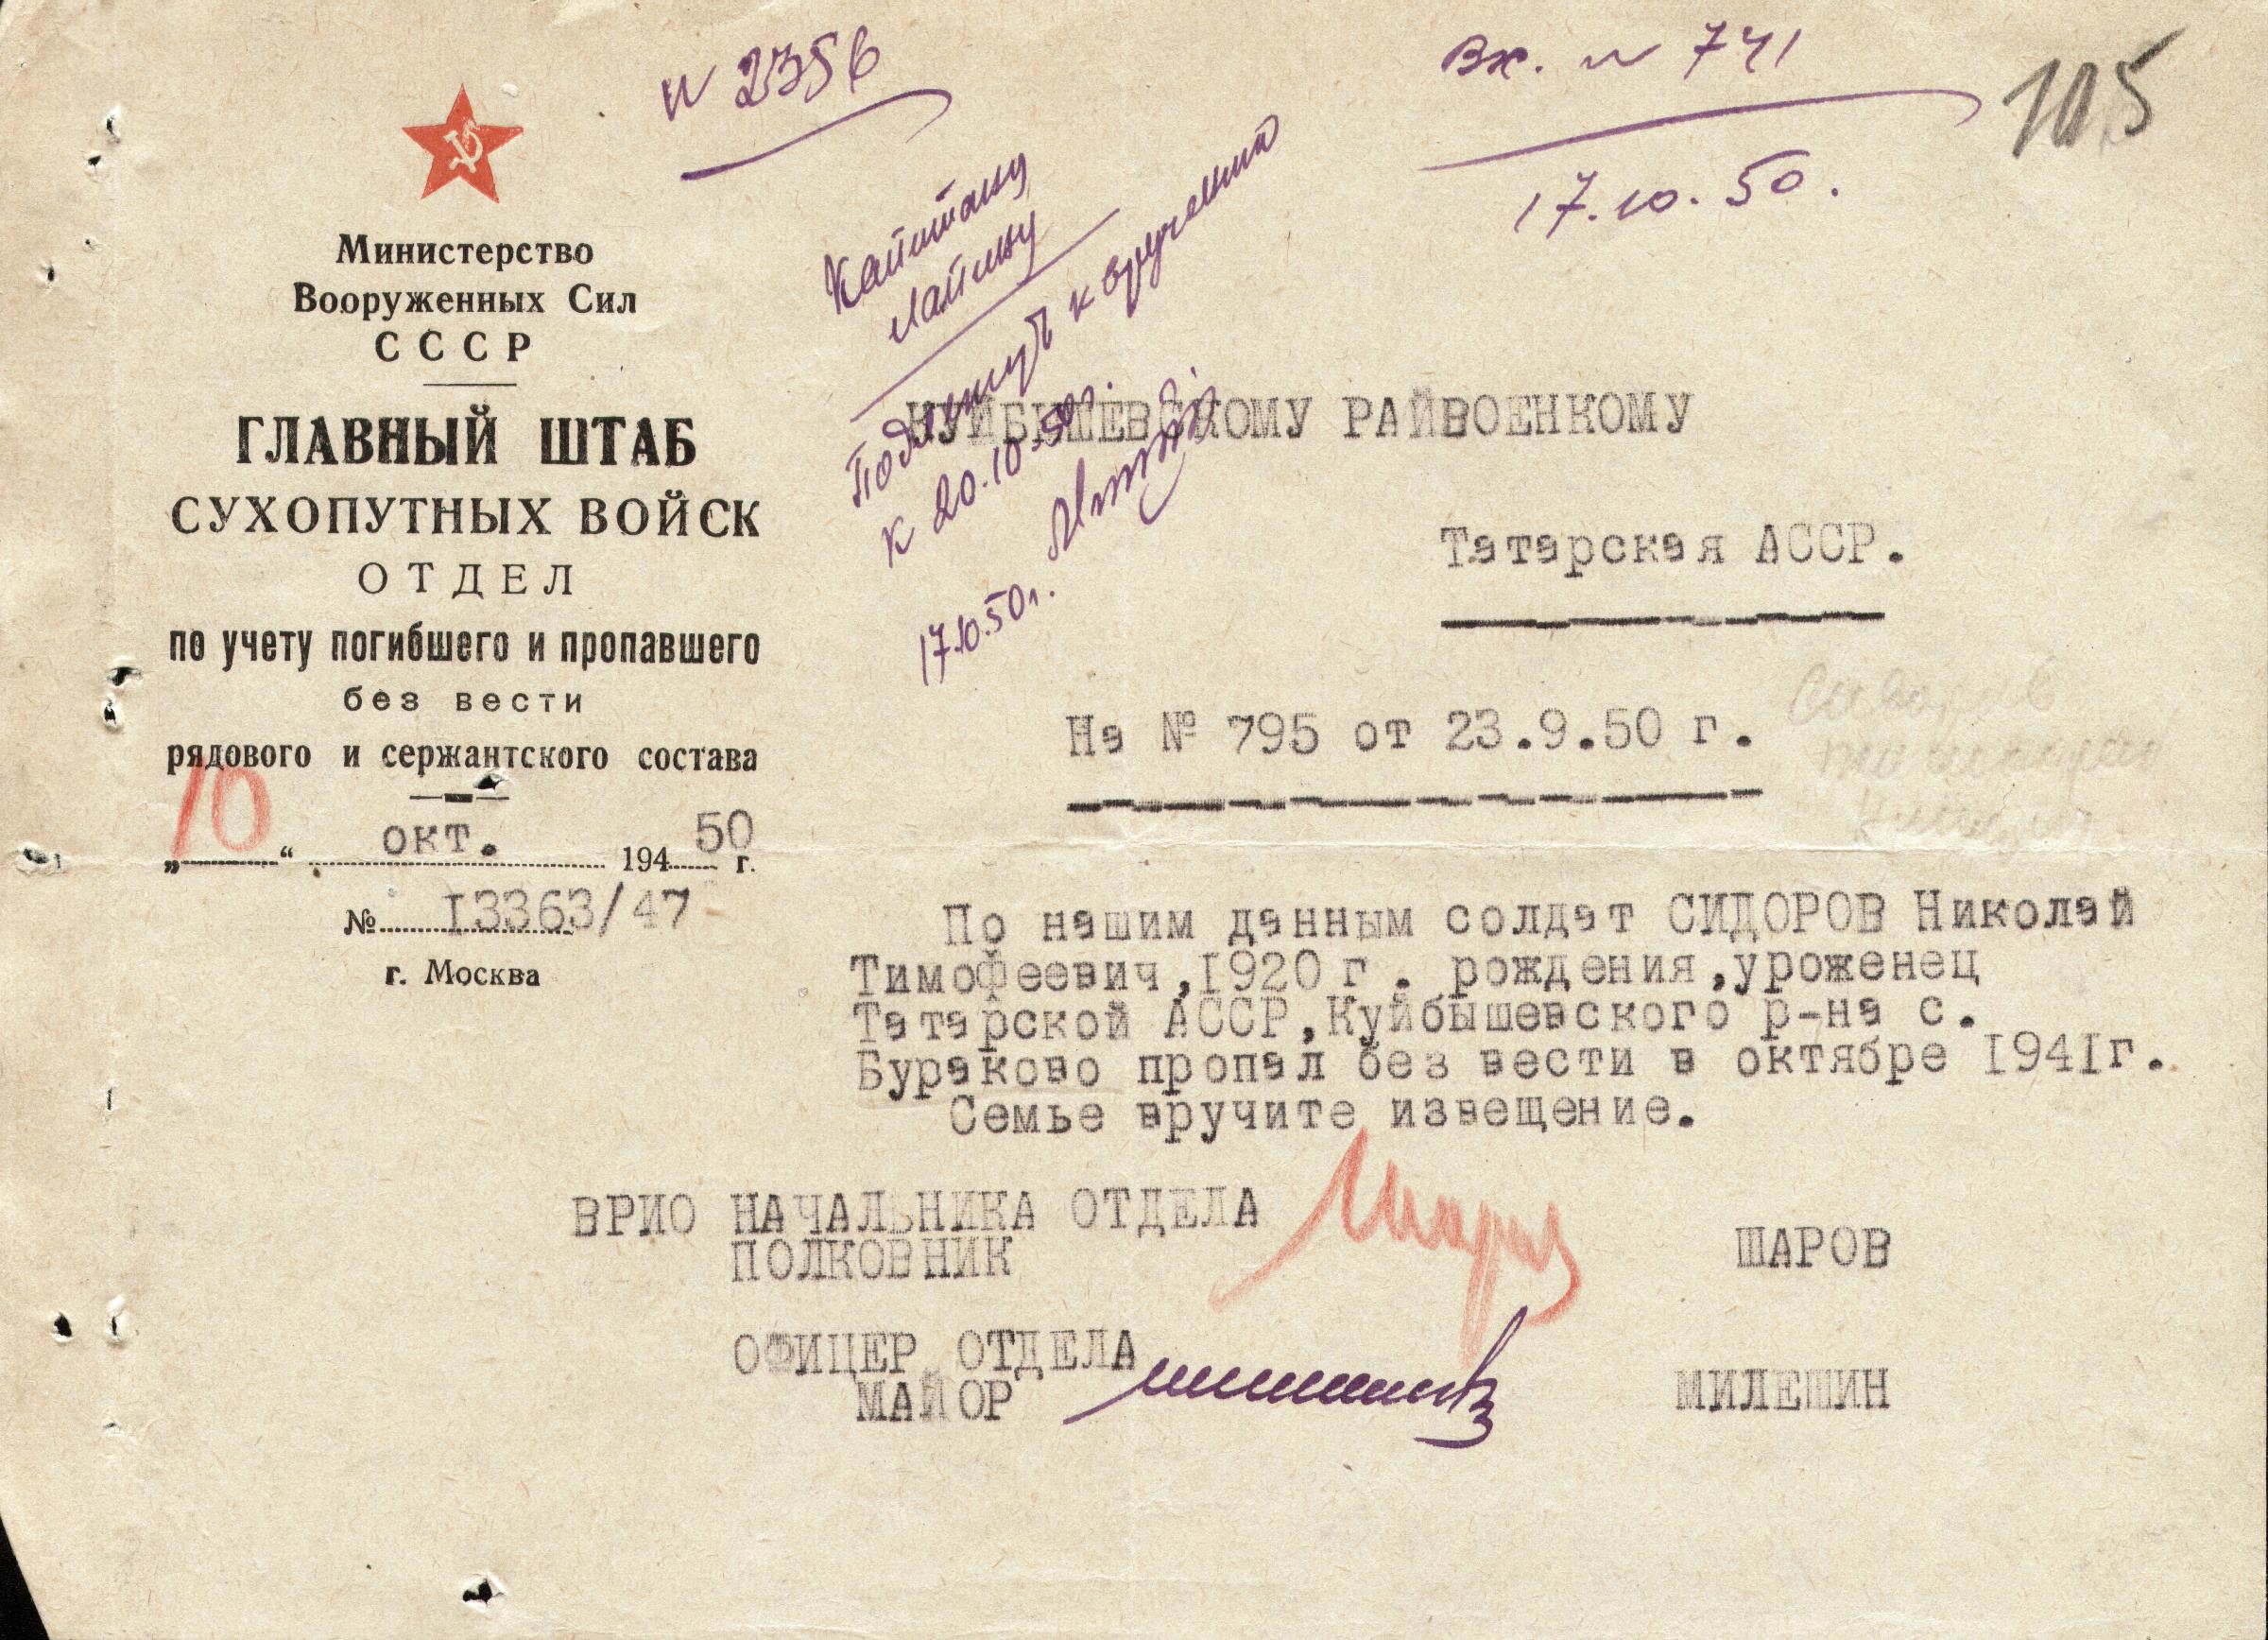 N 2356
Вх. N 741
17.10.50.
105
Министерство
Вооруженных Сил
СССР
ГЛАВНЫЙ ШТАБ
СУХОПУТНЫХ ВОЙСК
ОТДЕЛ
по учету погибшего и пропавшего
без вести
рядового и сержантского состава
„10“ окт. 1950 г.
№ 13363/47
г. Москва
Капитану
Лапину
к вручению
к 20.10.50г.
17.10.50г.
КУЙБЫШЕВСКОМУ РАЙВОЕНКОМУ
Татарская АССР.
На № 795 от 23.9.50 г.
По нашим данным солдат СИДОРОВ Николай
Тимофеевич,1920 г. рождения,уроженец
Татарской АССР,Куйбышевского р-на с.
Бураково пропал без вести в октябре 1941г.
Семье вручите извещение.
ВРИО НАЧАЛЬНИКА ОТДЕЛА
ПОЛКОВНИК
ШАРОВ
ОФИЦЕР ОТДЕЛА
МАЙОР
МИЛЕШИН